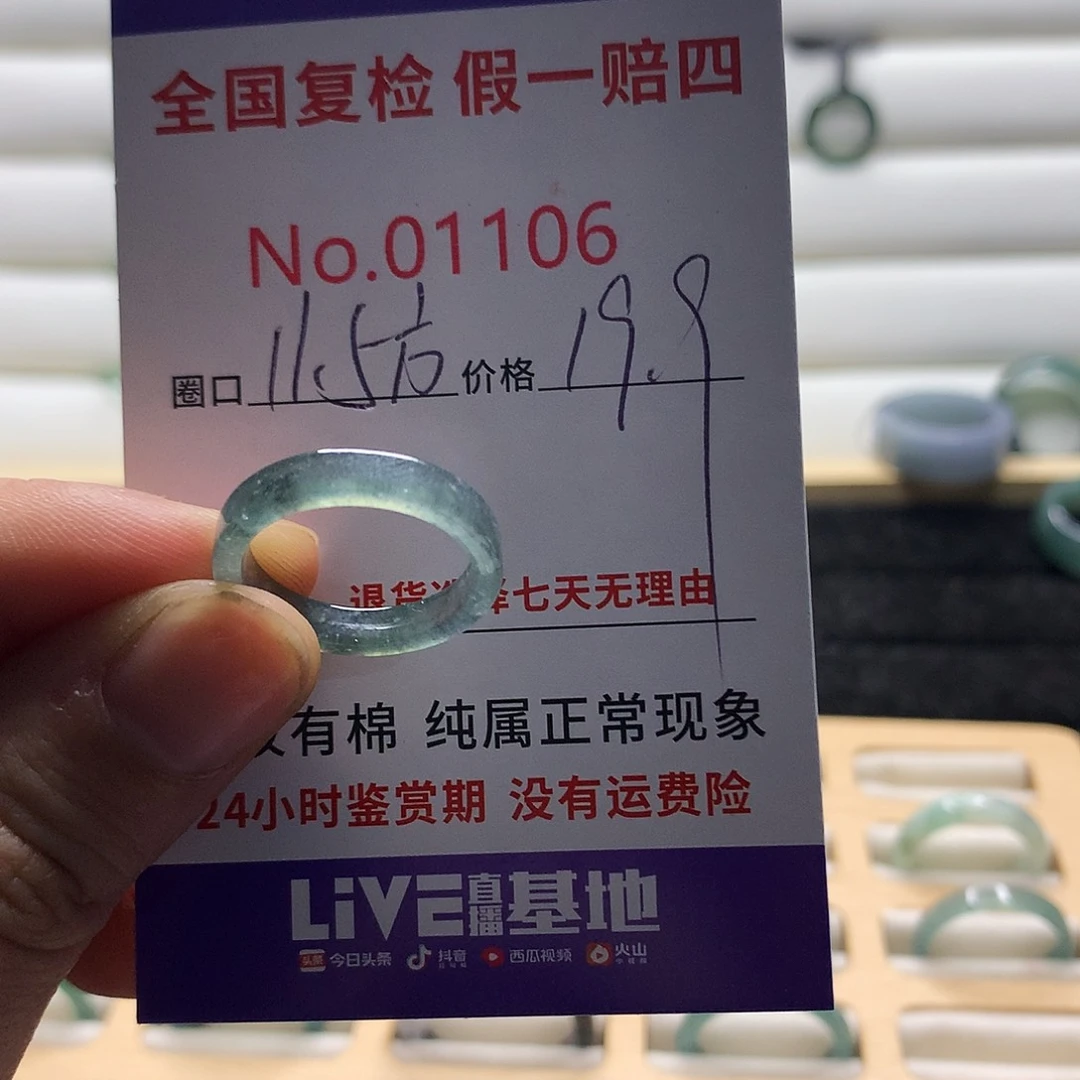 全国复检 假一赔四
No.01106
圈口 11.5 价格 19.9
退货 择七天无理由
有棉 纯属正常现象
24小时鉴赏期 没有运费险
LiVE直播基地
头条 今日头条 抖音 西瓜视频 火山